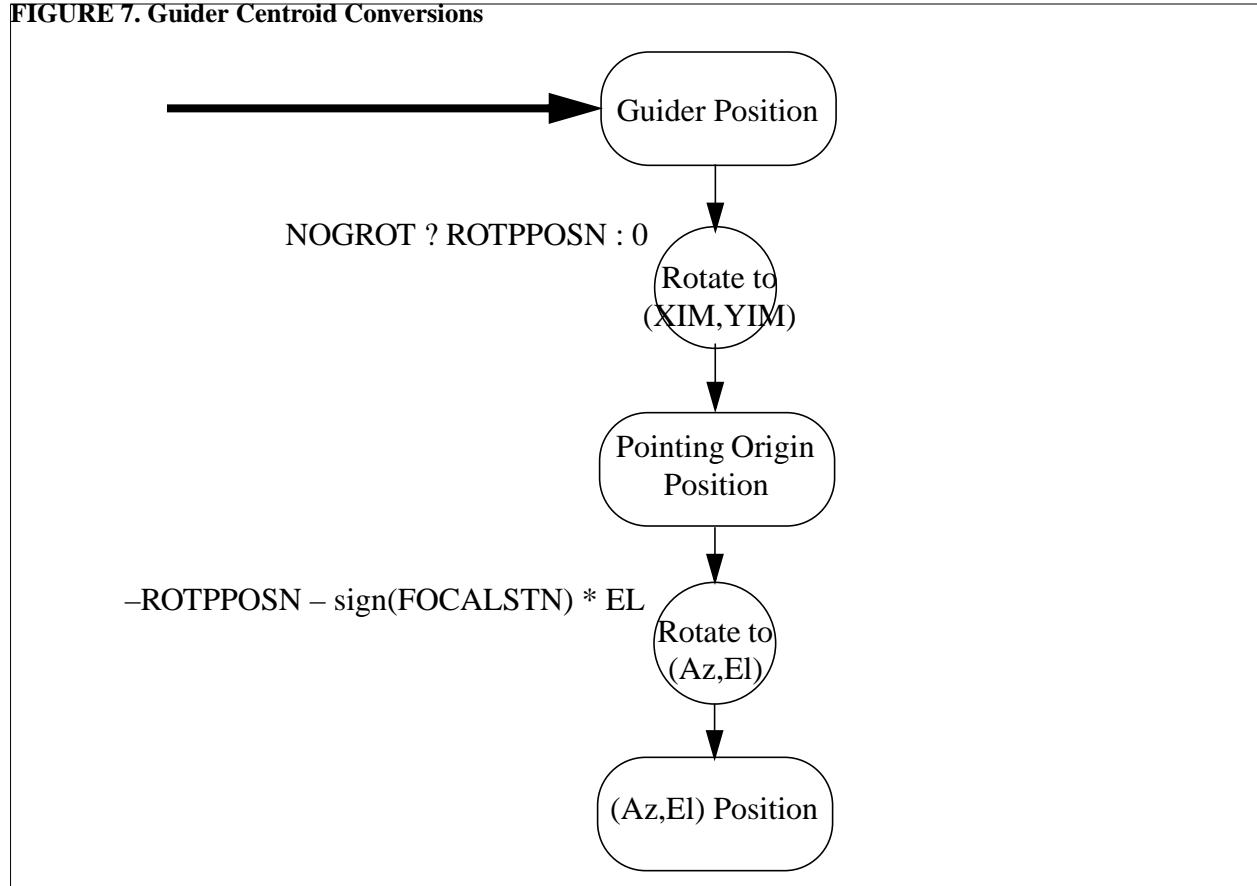 FIGURE 7. Guider Centroid Conversions
Guider Position
NOGROT ? ROTPPOSN : 0
Rotate to
(XIM,YIM)
Pointing Origin
Position
–ROTPPOSN – sign(FOCALSTN) * EL
Rotate to
(Az,El)
(Az,El) Position